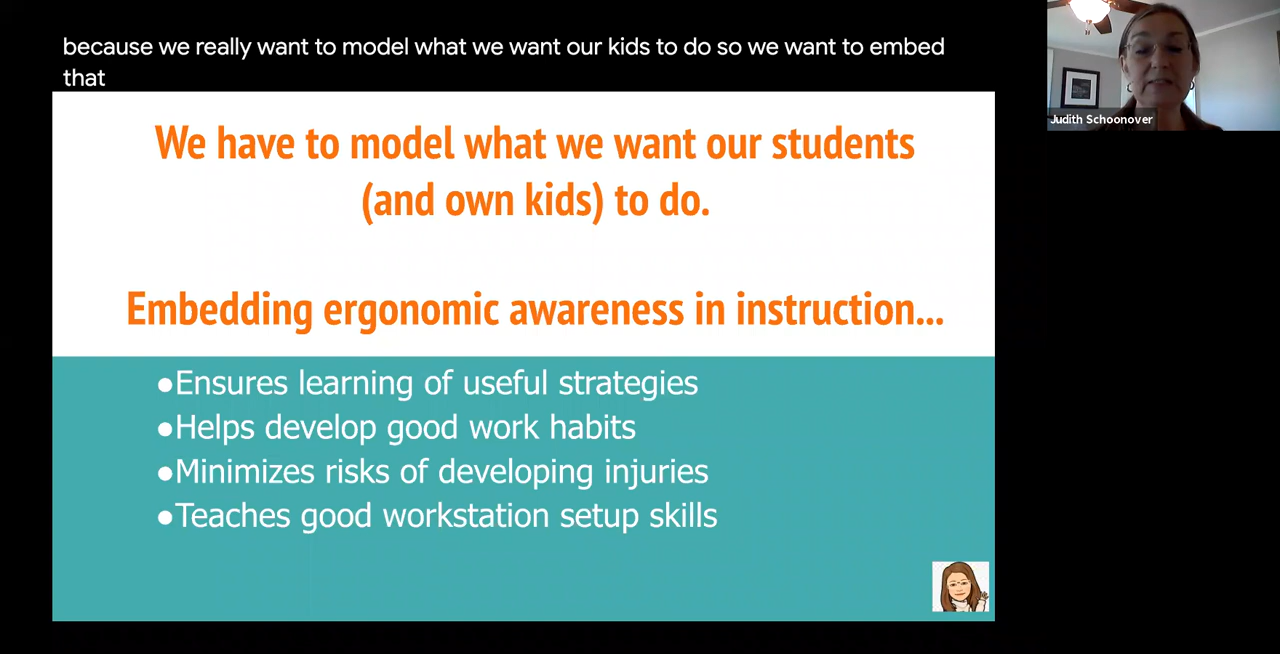 because we really want to model what we want our kids to do so we want to embed
that
Judith Schoonover
We have to model what we want our students
(and own kids) to do.
Embedding ergonomic awareness in instruction...
●Ensures learning of useful strategies
●Helps develop good work habits
●Minimizes risks of developing injuries
●Teaches good workstation setup skills